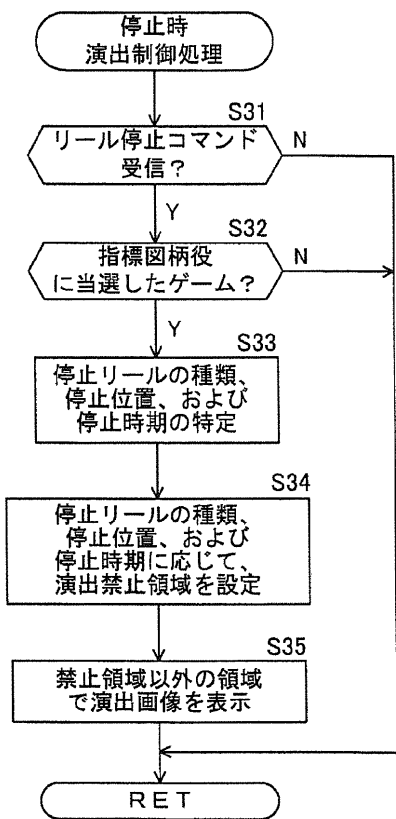 停止時
演出制御処理
S31
リール停止コマンド
受信？
N
Y
S32
指標図柄役
に当選したゲーム？
N
Y
S33
停止リールの種類、
停止位置、および
停止時期の特定
S34
停止リールの種類、
停止位置、および
停止時期に応じて、
演出禁止領域を設定
S35
禁止領域以外の領域
で演出画像を表示
RET